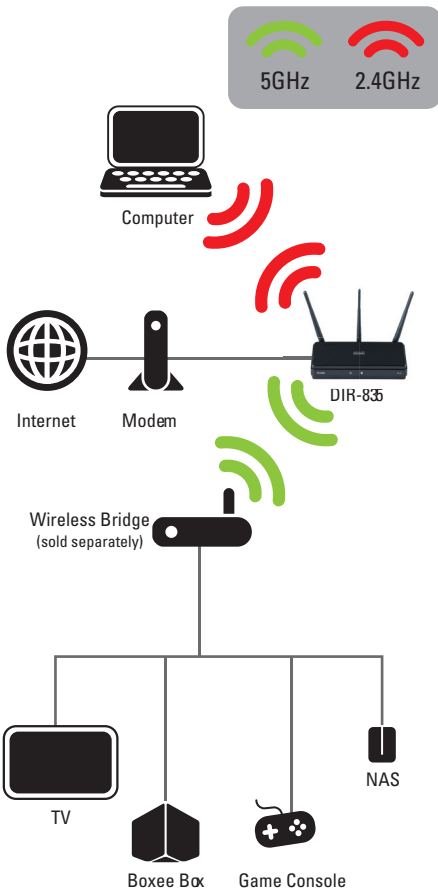 5GHz 2.4GHz
Computer
DIR-835
Internet Modem
Wireless Bridge
(sold separately)
TV
NAS
Boxee Box Game Console